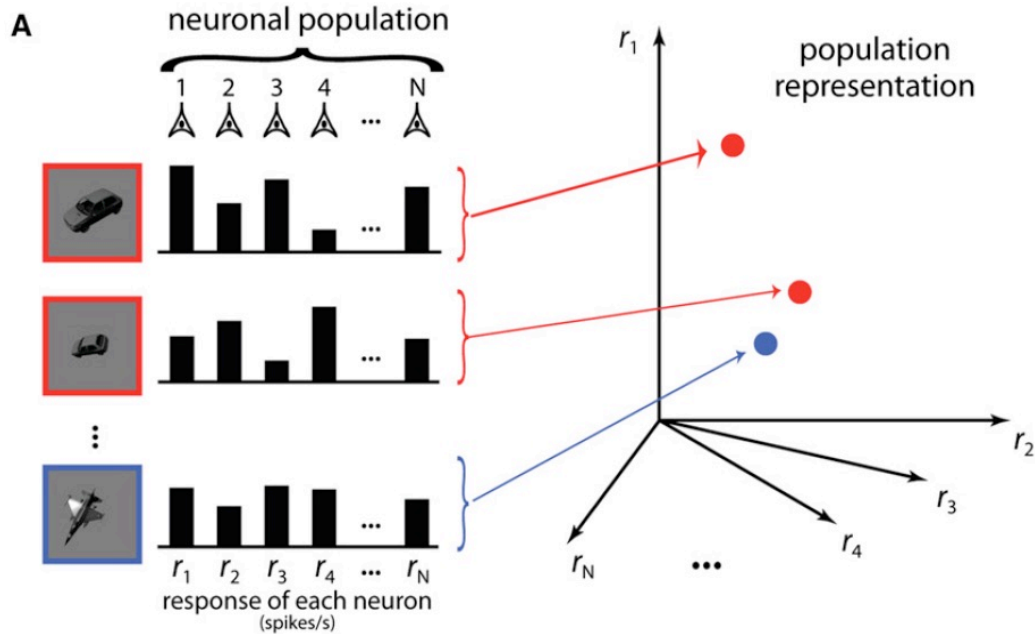 A
neuronal population
1 2 3 4 ... N
...
...
...
r1 r2 r3 r4 ... rN
response of each neuron
(spikes/s)
population
representation
r1
r2
r3
r4
...
rN